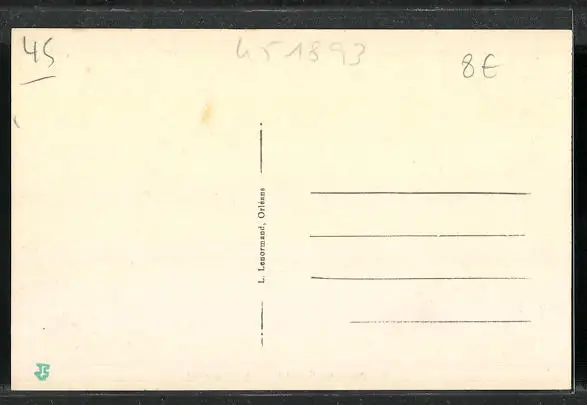 45
451893
8€
L. Lenormand, Orléans